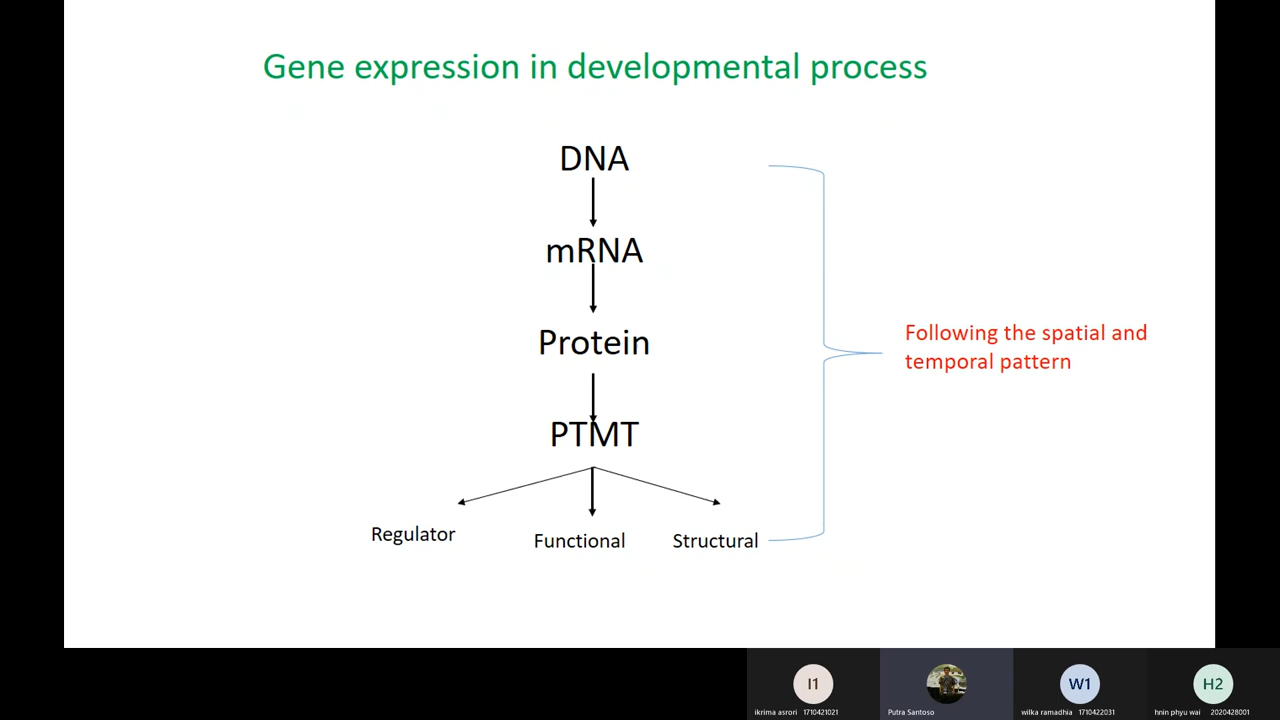 Gene expression in developmental process
DNA
mRNA
Protein
PTMT
Regulator
Functional
Structural
Following the spatial and
temporal pattern
I1
W1
H2
ikrima asrori 1710421021
Putra Santoso
wilka ramadhia 1710422031
hnin phyu wai 2020428001